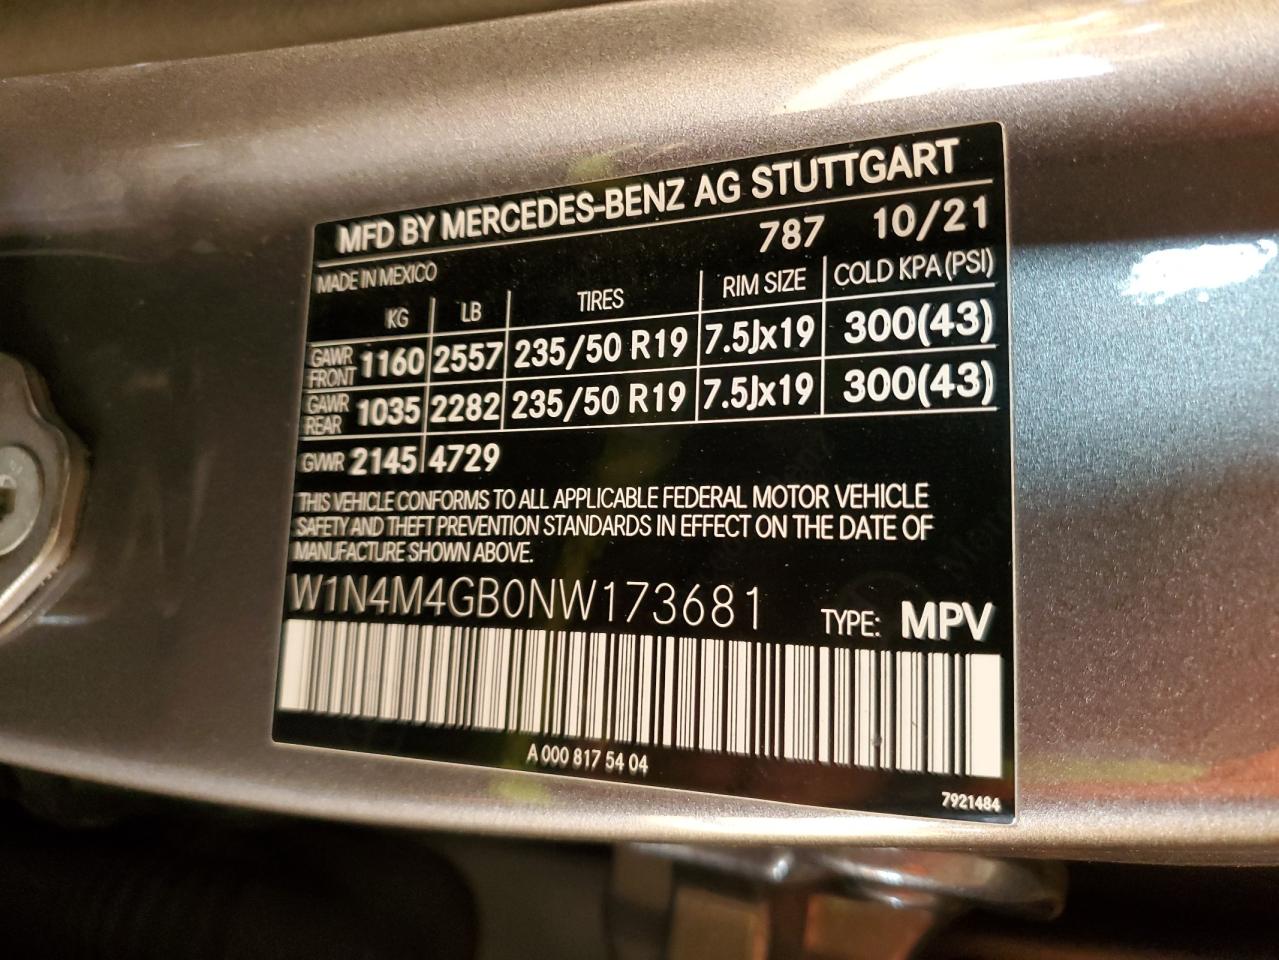 MFD BY MERCEDES-BENZ AG STUTTGART
787 10/21
MADE IN MEXICO
KG LB TIRES RIM SIZE COLD KPA (PSI)
GAWR FRONT 1160 2557 235/50 R19 7.5Jx19 300(43)
GAWR REAR 1035 2282 235/50 R19 7.5Jx19 300(43)
GVWR 2145 4729
THIS VEHICLE CONFORMS TO ALL APPLICABLE FEDERAL MOTOR VEHICLE
SAFETY AND THEFT PREVENTION STANDARDS IN EFFECT ON THE DATE OF
MANUFACTURE SHOWN ABOVE.
W1N4M4GB0NW173681 TYPE: MPV
A 000 817 54 04
7921484